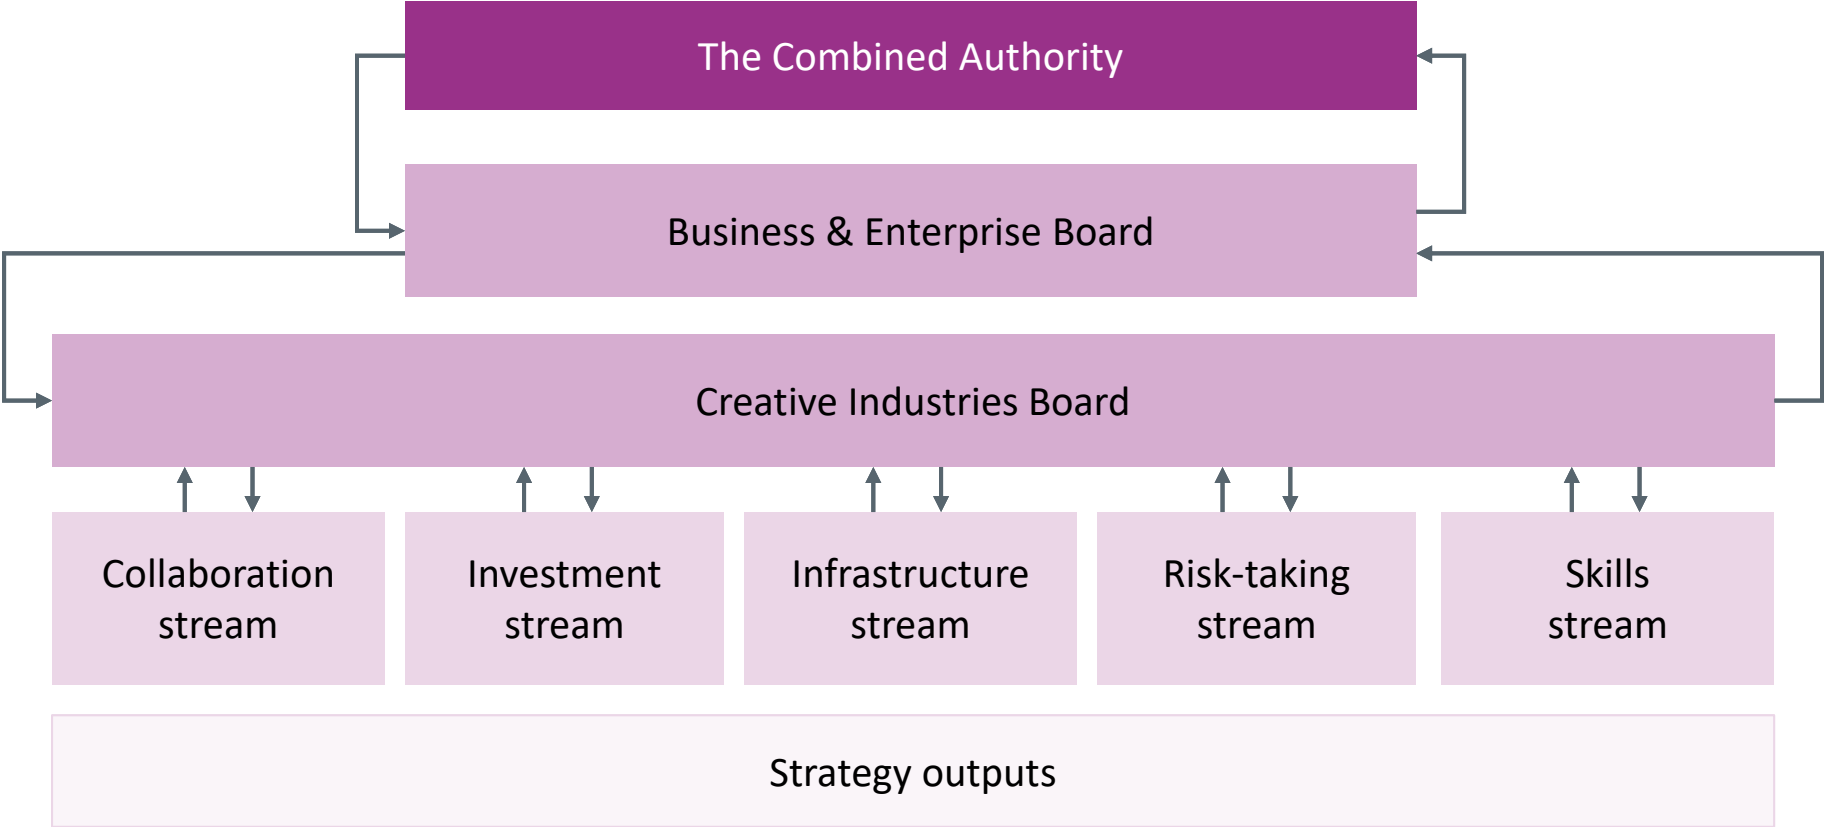 The Combined Authority
Business & Enterprise Board
Creative Industries Board
Collaboration
stream
Investment
stream
Infrastructure
stream
Risk-taking
stream
Skills
stream
Strategy outputs